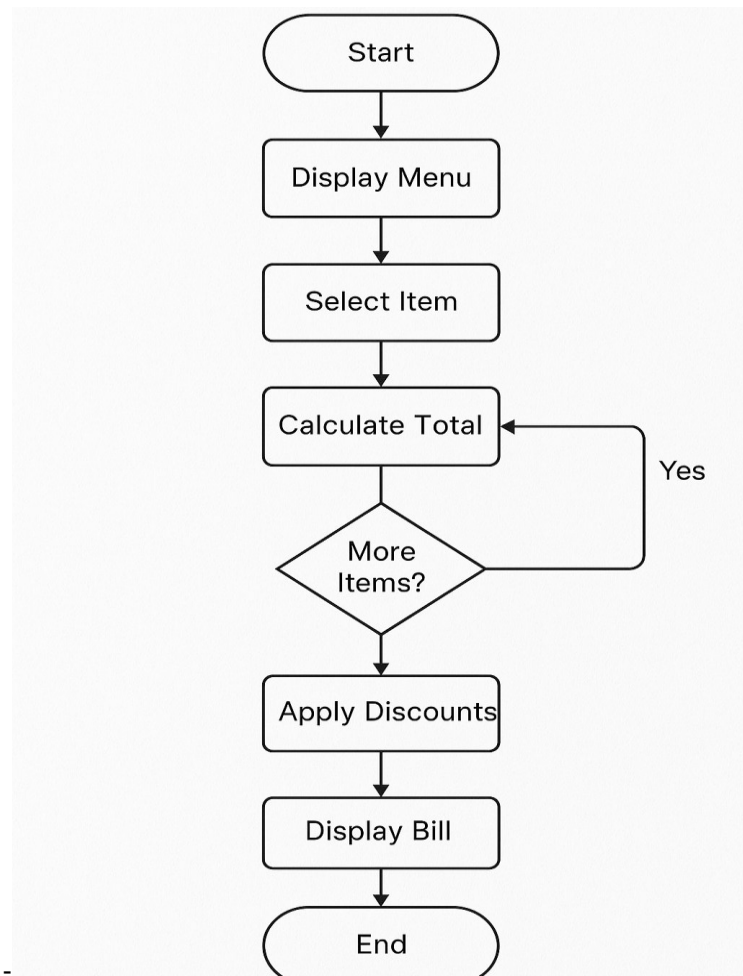 Start
Display Menu
Select Item
Calculate Total
Yes
More
Items?
Apply Discounts
Display Bill
End
-